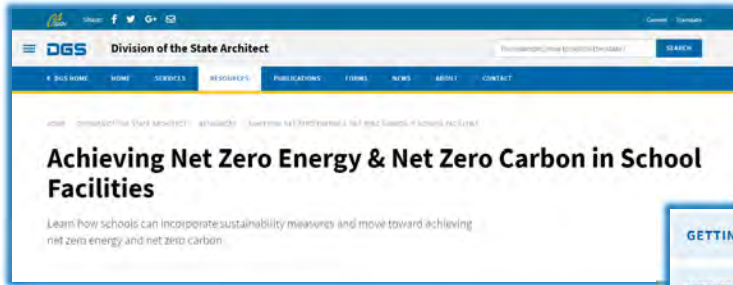 Share:
Contact Translate
DGS Division of the State Architect
SEARCH
DGS HOME HOME SERVICES RESOURCES PUBLICATIONS FORMS NEWS ABOUT CONTACT
Achieving Net Zero Energy & Net Zero Carbon in School
Facilities
Learn how schools can incorporate sustainability measures and move toward achieving
net zero energy and net zero carbon
GETTIN